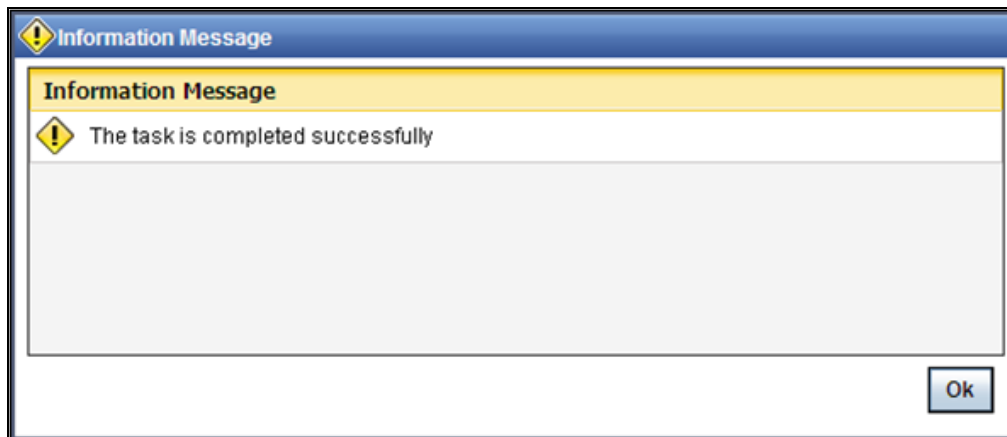 Information Message
Information Message
The task is completed successfully
Ok